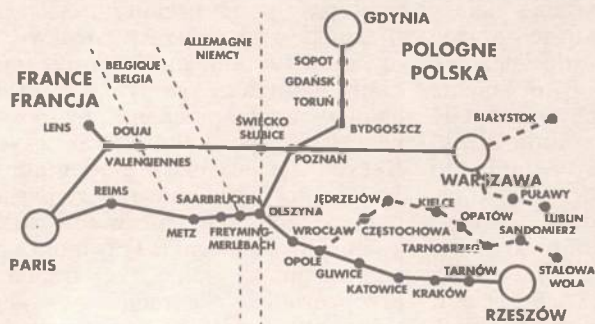 GDYNIA
ALLEMAGNE
NIEMCY
POLOGNE
POLSKA
BELGIQUE
BELGIA
SOPOT
GDAŃSK
TORUŃ
FRANCE
FRANCJA
BIAŁYSTOK
LENS
DOUAI
VALENCIENNES
ŚWIĘCKO
SŁUBICE
BYDGOSZCZ
POZNAŃ
WARSZAWA
REIMS
SAARBRUCKEN
OLSZYNA
JĘDRZEJÓW
KIELCE
PUŁAWY
LUBLIN
METZ
FREYMING-
MERLEBACH
WROCŁAW
CZĘSTOCHOWA
OPATÓW
SANDOMIERZ
TARNOBRZEG
PARIS
OPOLE
GLIWICE
KATOWICE
KRAKÓW
TARNÓW
STALOWA
WOLA
RZESZÓW